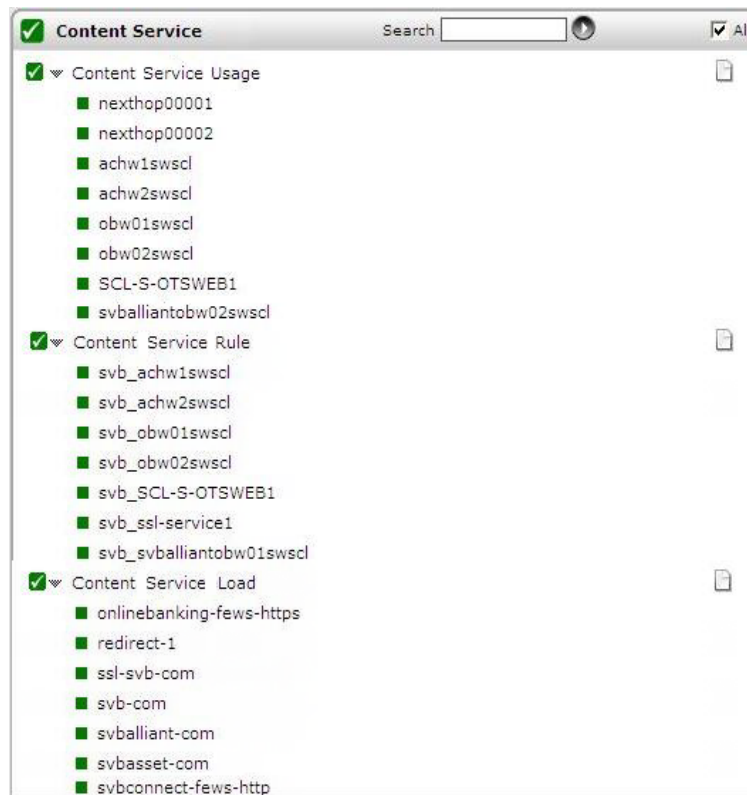 Content Service Search Al
Content Service Usage
nexthop00001
nexthop00002
achw1swscl
achw2swscl
obw01swscl
obw02swscl
SCL-S-OTSWEB1
svballiantobw02swscl
Content Service Rule
svb_achw1swscl
svb_achw2swscl
svb_obw01swscl
svb_obw02swscl
svb_SCL-S-OTSWEB1
svb_ssl-service1
svb_svballiantobw01swscl
Content Service Load
onlinebanking-fews-https
redirect-1
ssl-svb-com
svb-com
svballiant-com
svbasset-com
svbconnect-fews-http